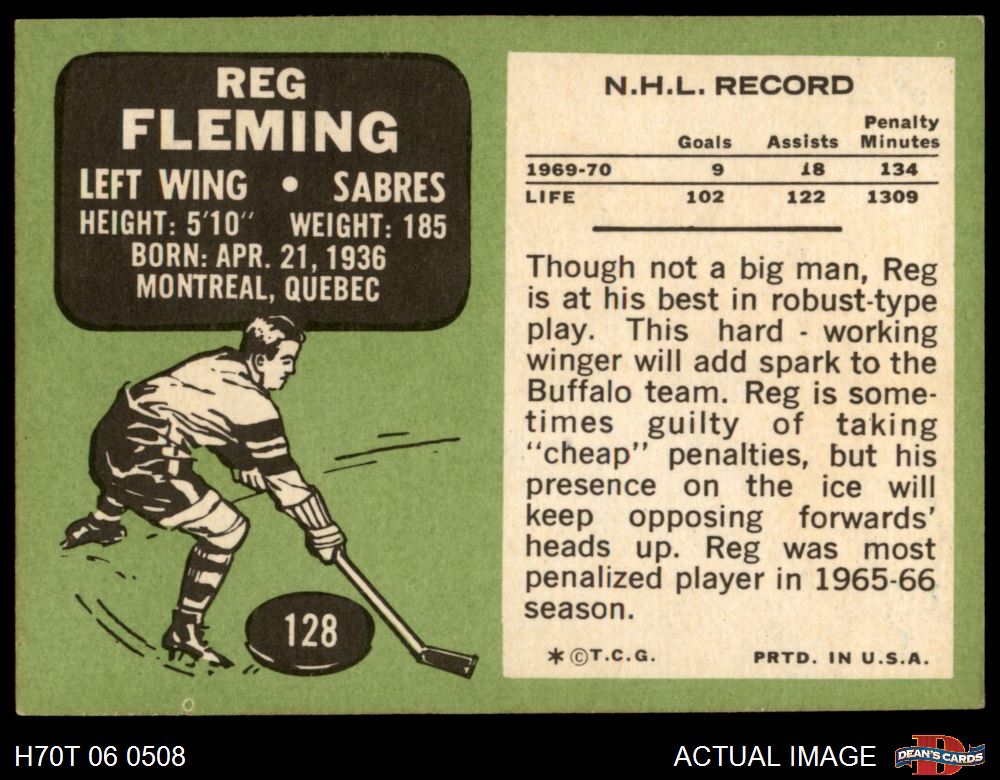 REG
FLEMING
LEFT WING • SABRES
HEIGHT: 5'10" WEIGHT: 185
BORN: APR. 21, 1936
MONTREAL, QUEBEC
128
N.H.L. RECORD
Goals Assists Penalty Minutes
1969-70 9 18 134
LIFE 102 122 1309
Though not a big man, Reg
is at his best in robust-type
play. This hard - working
winger will add spark to the
Buffalo team. Reg is some-
times guilty of taking
“cheap” penalties, but his
presence on the ice will
keep opposing forwards’
heads up. Reg was most
penalized player in 1965-66
season.
* ©T.C.G. PRTD. IN U.S.A.
H70T 06 0508
ACTUAL IMAGE
D
DEAN'S CARDS